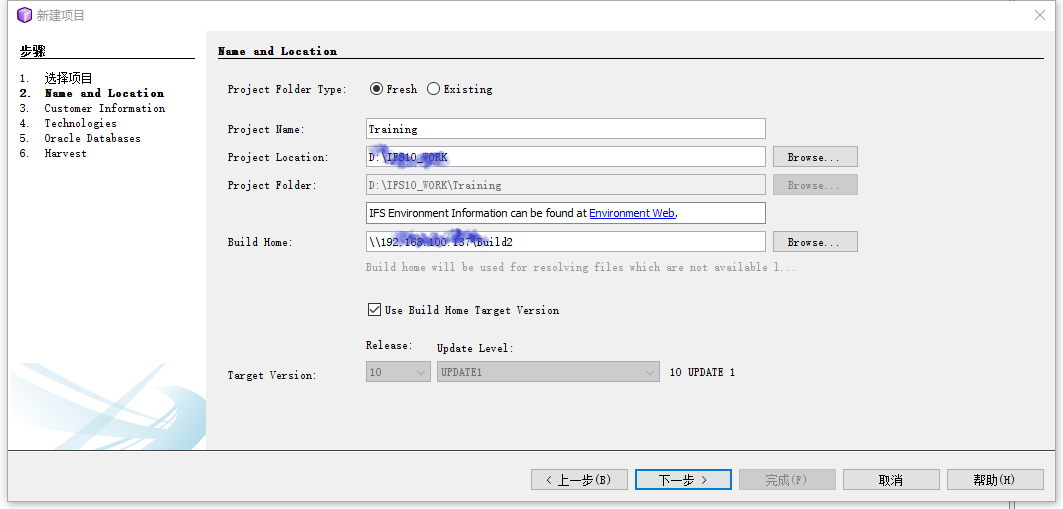 新建项目
步骤
1. 选择项目
2. Name and Location
3. Customer Information
4. Technologies
5. Oracle Databases
6. Harvest
Name and Location
Project Folder Type: Fresh Existing
Project Name: Training
Project Location: D:\IFS10_WORK Browse...
Project Folder: D:\IFS10_WORK\Training Browse...
IFS Environment Information can be found at Environment Web.
Build Home: \\192.168.100.137\Build2 Browse...
Build home will be used for resolving files which are not available l...
Use Build Home Target Version
Release: Update Level:
Target Version: 10 UPDATE1 10 UPDATE 1
< 上一步(B) 下一步 > 完成(F) 取消 帮助(H)